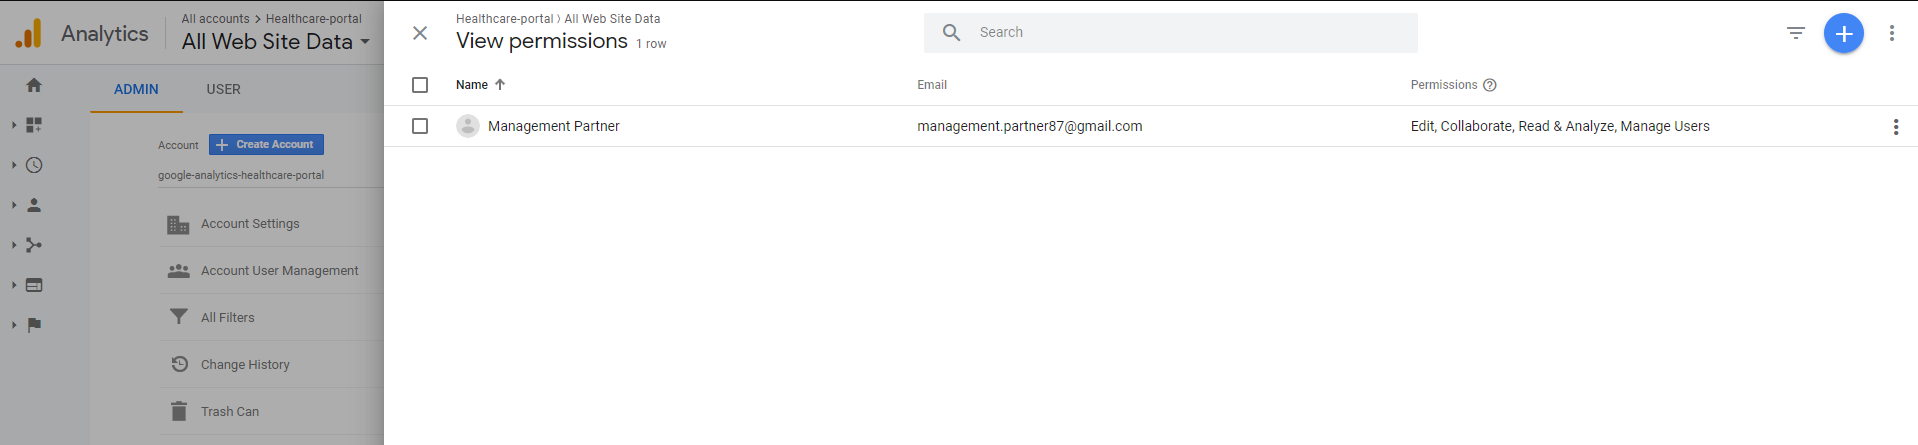 Analytics
All accounts > Healthcare-portal
All Web Site Data
ADMIN
USER
Account
Create Account
google-analytics-healthcare-portal
Account Settings
Account User Management
All Filters
Change History
Trash Can
Healthcare-portal › All Web Site Data
View permissions 1 row
Search
Name
Email
Permissions
Management Partner
management.partner87@gmail.com
Edit, Collaborate, Read & Analyze, Manage Users